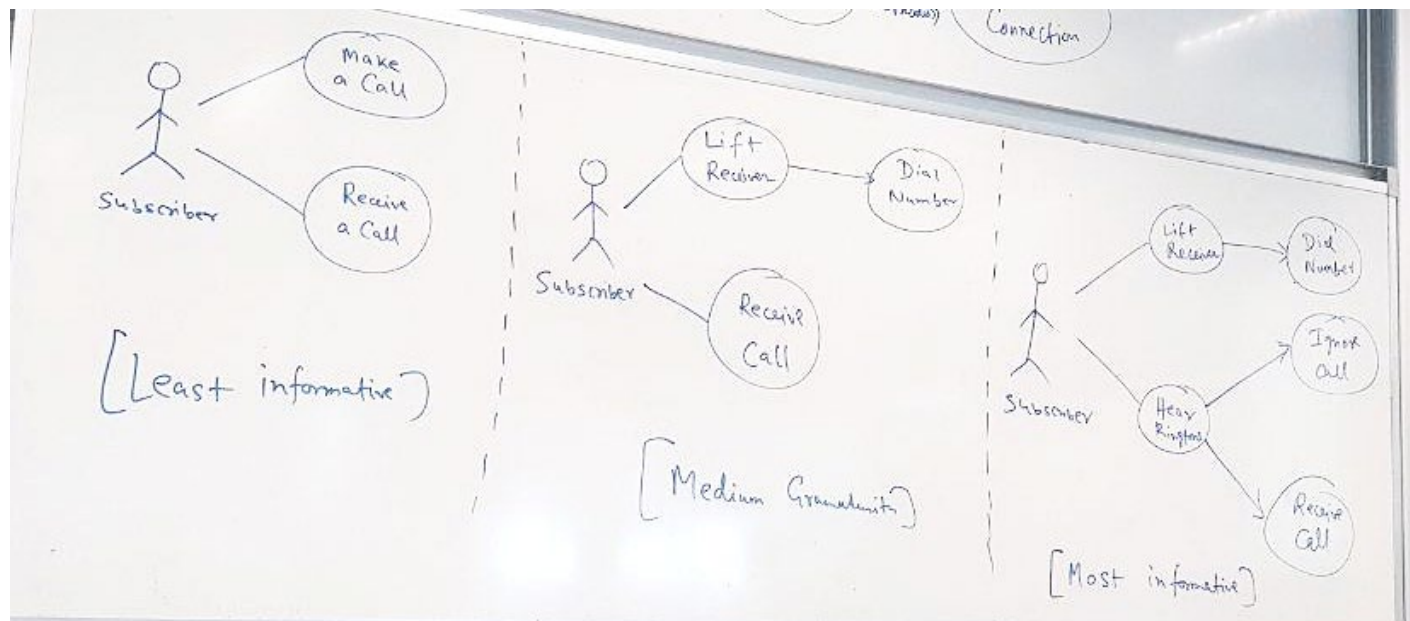 Connection
Make
a Call
Subscriber
Receive
a Call
[Least informative]
Lift
Receiver
Dial
Number
Subscriber
Receive
Call
[Medium Granularity]
Lift
Receiver
Dial
Number
Subscriber
Ignore
Call
Hear
Ringtone
Receive
Call
[Most informative]